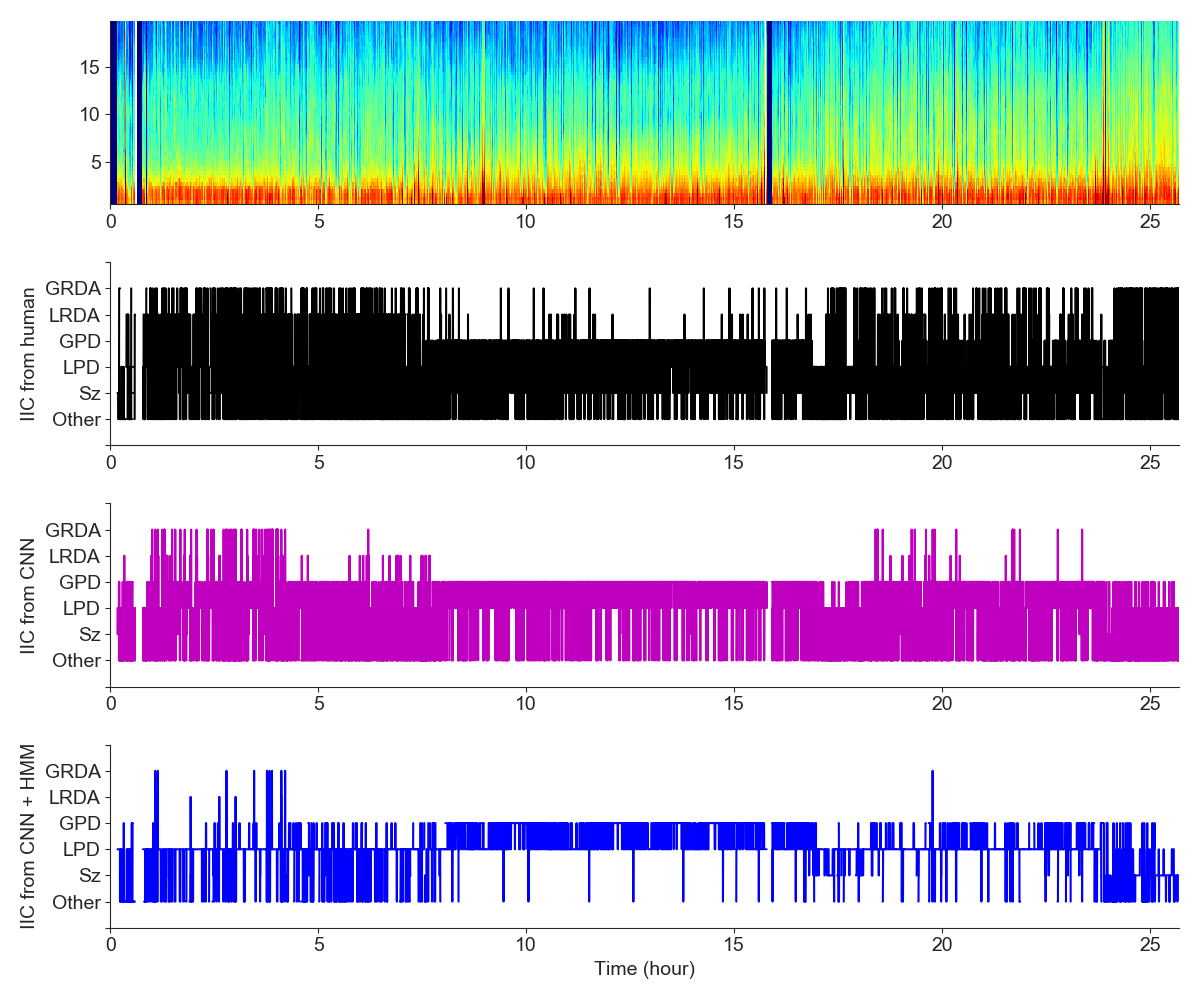 15
10
5
0 5 10 15 20 25
IIC from human
GRDA
LRDA
GPD
LPD
Sz
Other
0 5 10 15 20 25
IIC from CNN
GRDA
LRDA
GPD
LPD
Sz
Other
0 5 10 15 20 25
IIC from CNN + HMM
GRDA
LRDA
GPD
LPD
Sz
Other
0 5 10 15 20 25
Time (hour)